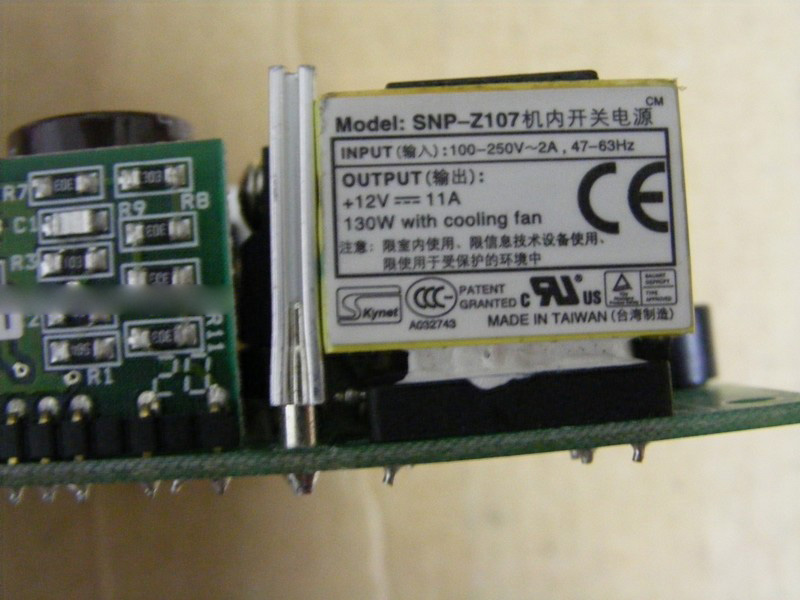 Model: SNP-Z107机内开关电源 CM
INPUT(输入):100-250V~2A,47-63Hz
OUTPUT(输出):
+12V 11A
130W with cooling fan
注意:限室内使用、限信息技术设备使用、
限使用于受保护的环境中
CE
S Skynet
CCC
A032743
PATENT
GRANTED
C RU US
MADE IN TAIWAN (台湾制造)
R7
303
C1
R9
R8
R3
103
R1
R11